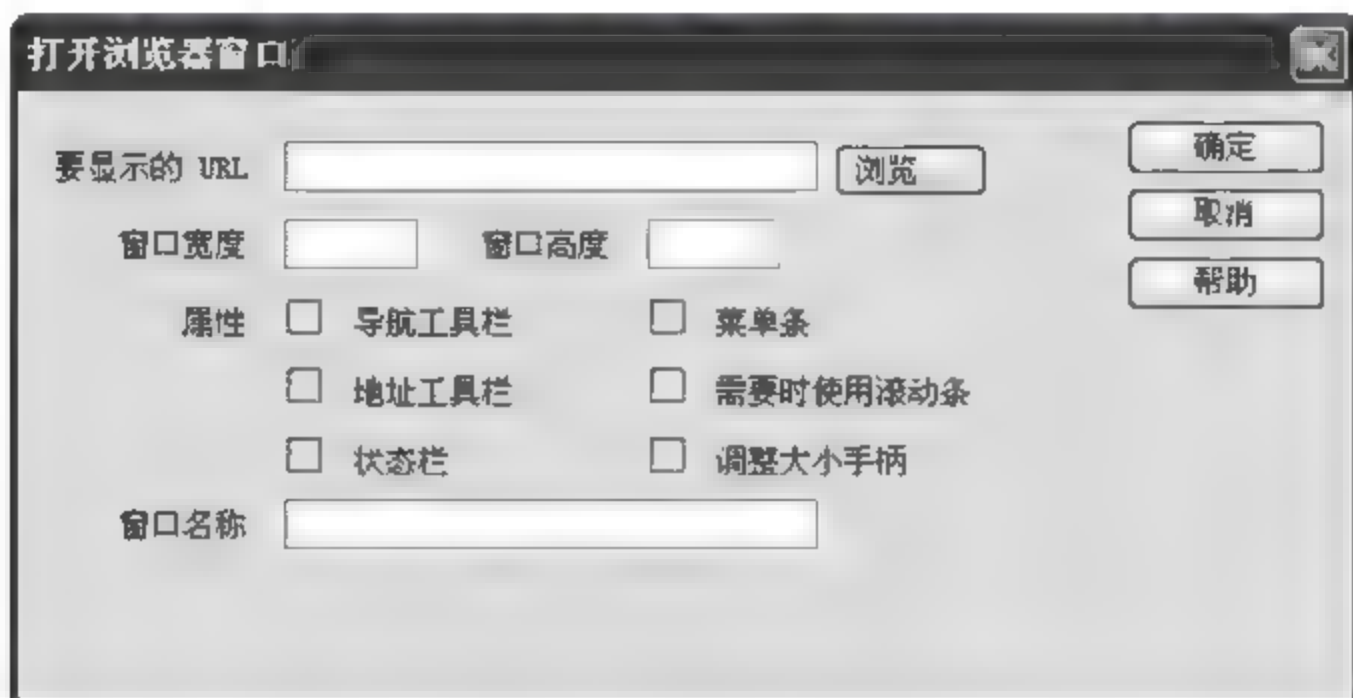 打开浏览器窗口
要显示的 URL 浏览 确定
取消
窗口宽度 窗口高度
帮助
属性 导航工具栏 菜单条
地址工具栏 需要时使用滚动条
状态栏 调整大小手柄
窗口名称